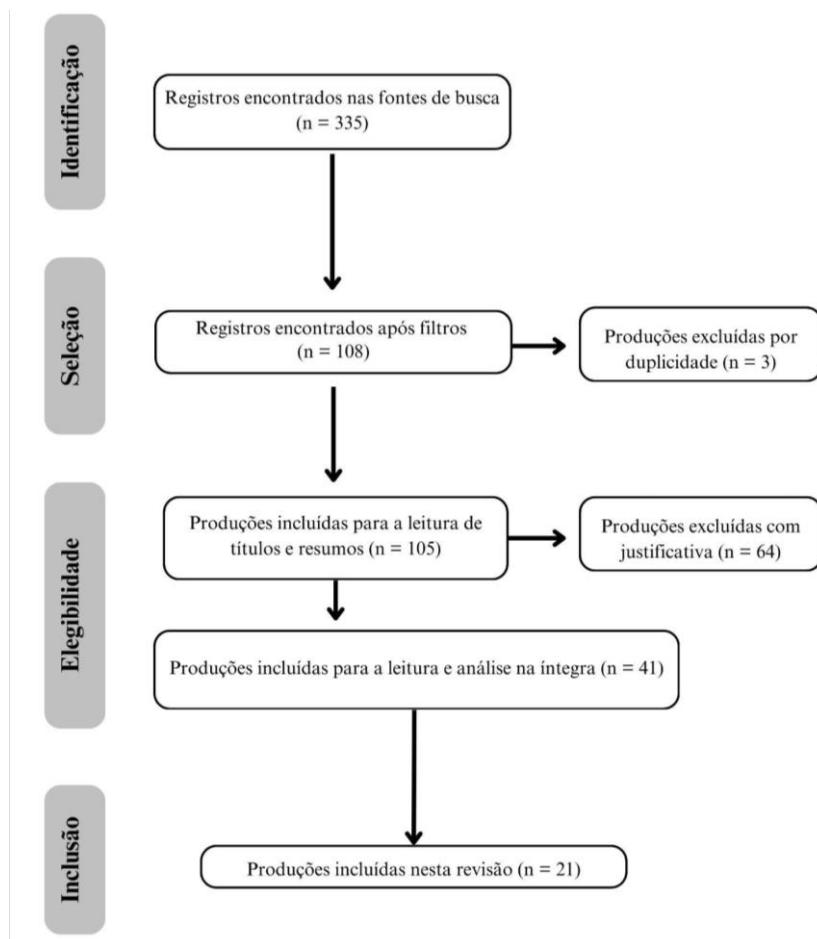 Identificação
Registros encontrados nas fontes de busca
(n = 335)
Seleção
Registros encontrados após filtros
(n = 108)
Produções excluídas por
duplicidade (n = 3)
Elegibilidade
Produções incluídas para a leitura de
títulos e resumos (n = 105)
Produções excluídas com
justificativa (n = 64)
Produções incluídas para a leitura e análise na íntegra (n = 41)
Inclusão
Produções incluídas nesta revisão (n = 21)